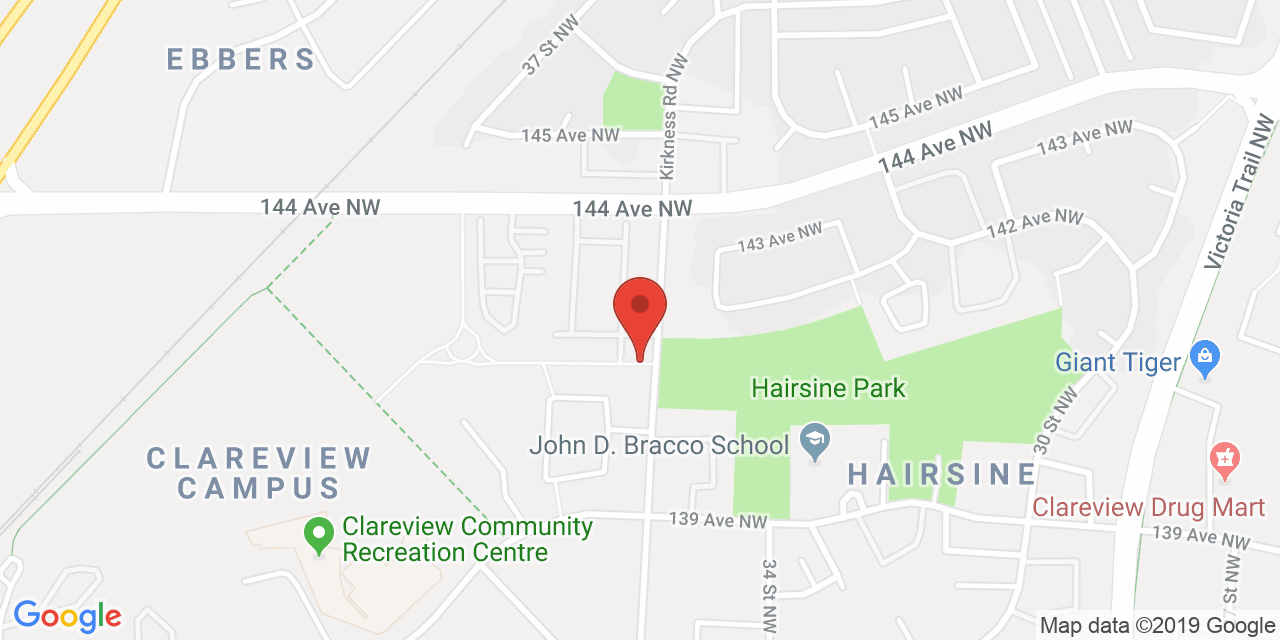 37 St NW
EBBERS
Kirkness Rd NW
145 Ave NW
145 Ave NW
144 Ave NW
143 Ave NW
Victoria Trail NW
144 Ave NW
144 Ave NW
143 Ave NW
142 Ave NW
Giant Tiger
Hairsine Park
30 St NW
John D. Bracco School
CLAREVIEW
CAMPUS
HAIRSINE
Clareview Drug Mart
139 Ave NW
Clareview Community
Recreation Centre
139 Ave NW
34 St NW
7 St NW
Google
Map data ©2019 Google